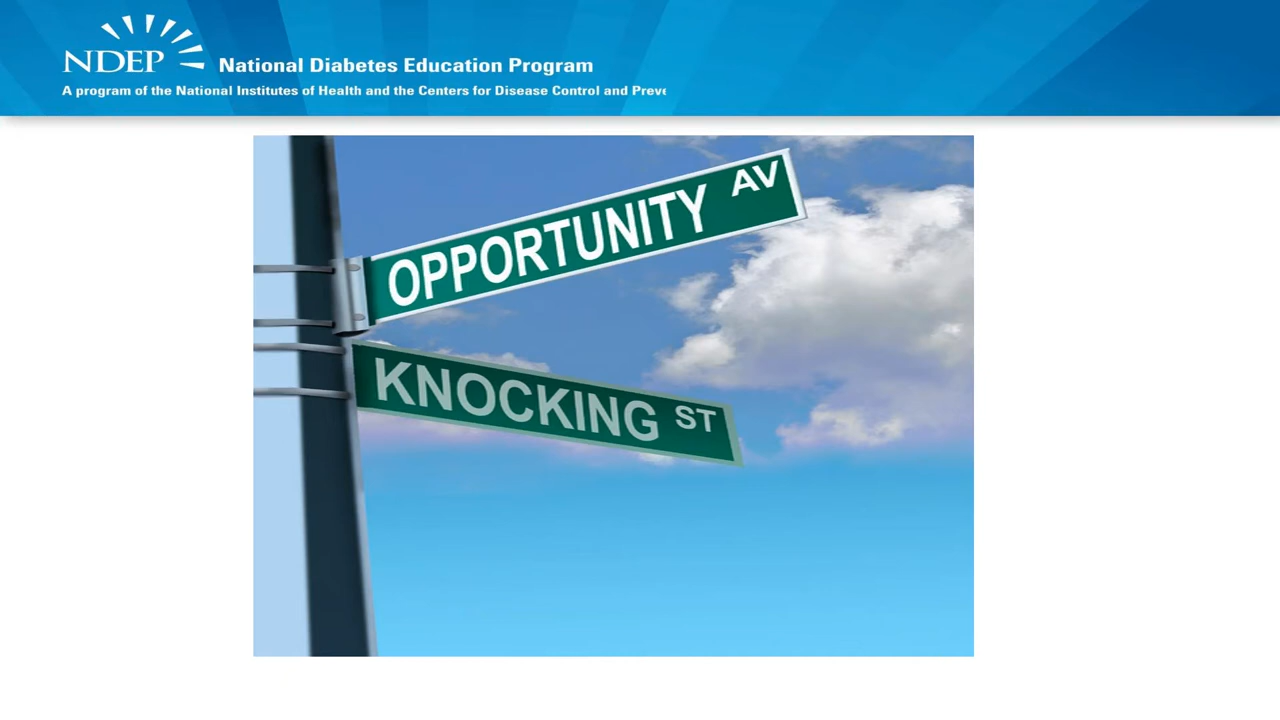 NDEP
National Diabetes Education Program
A program of the National Institutes of Health and the Centers for Disease Control and Preve
OPPORTUNITY AV
KNOCKING ST